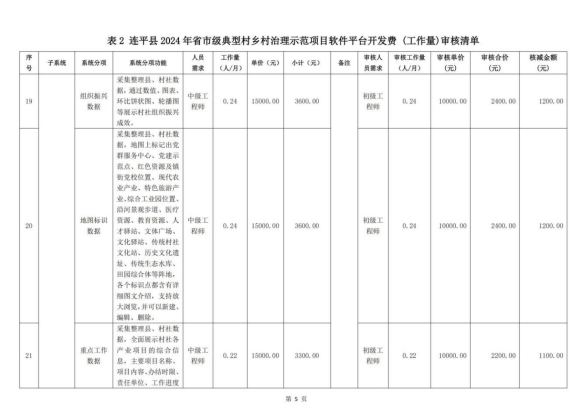 表 2 连平县 2024 年省市级典型村乡村治理示范项目软件平台开发费 (工作量)审核清单
序号 子系统 系统分项 系统分项功能 人员需求 工作量（人/月） 单价（元） 小计（元） 备注 审核人员需求 审核工作量（人/月） 审核单价（元） 审核合价（元） 核减金额（元）
19 组织振兴数据 中级工程师 0.24 15000.00 3600.00 初级工程师 0.24 10000.00 2400.00 1200.00
采集整理县、村社数
据，通过数值、图表、
环比饼状图、轮播图
等展示村社组织振兴
成效。
20 地图标识数据 中级工程师 0.24 15000.00 3600.00 初级工程师 0.24 10000.00 2400.00 1200.00
采集整理县、村社数
据，地图上标记出党
群服务中心、党建示
范点、红色资源及镇
街党校位置、现代农
业产业、特色旅游产
业、综合工业园位置、
沿河景观步道、医疗
资源、教育资源、人
才驿站、文体广场、
文化驿站、传统村社
文化站、历史文化遗
址、传统生态水库、
田园综合体等阵地，
各个标识点都含有详
细图文介绍，支持放
大浏览，并可以新建、
编辑、删除。
21 重点工作数据 中级工程师 0.22 15000.00 3300.00 初级工程师 0.22 10000.00 2200.00 1100.00
采集整理县、村社数
据，全面展示村社各
产业项目的综合信
息，主要项目名称、
项目内容、办结时限、
责任单位、工作进度
第 5 页